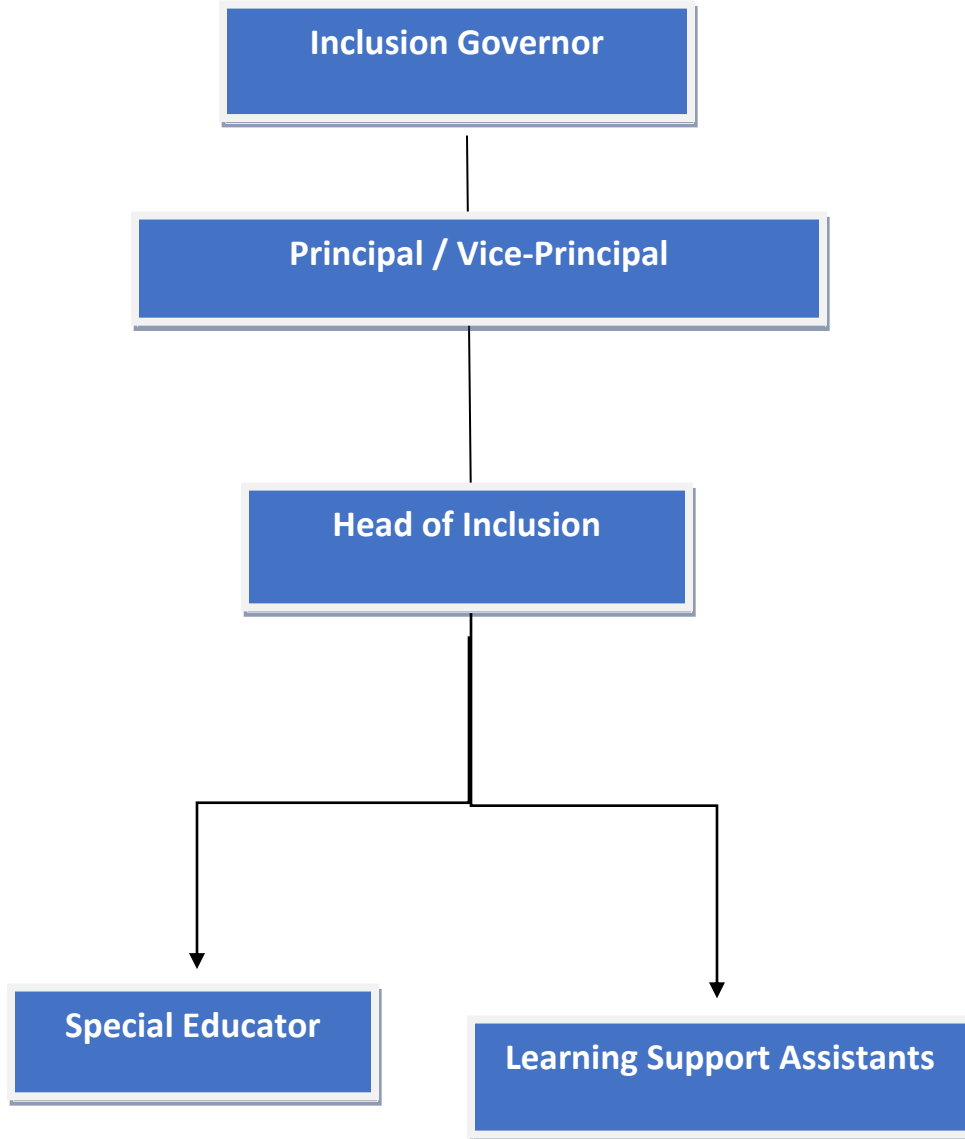 Inclusion Governor
Principal / Vice-Principal
Head of Inclusion
Special Educator
Learning Support Assistants